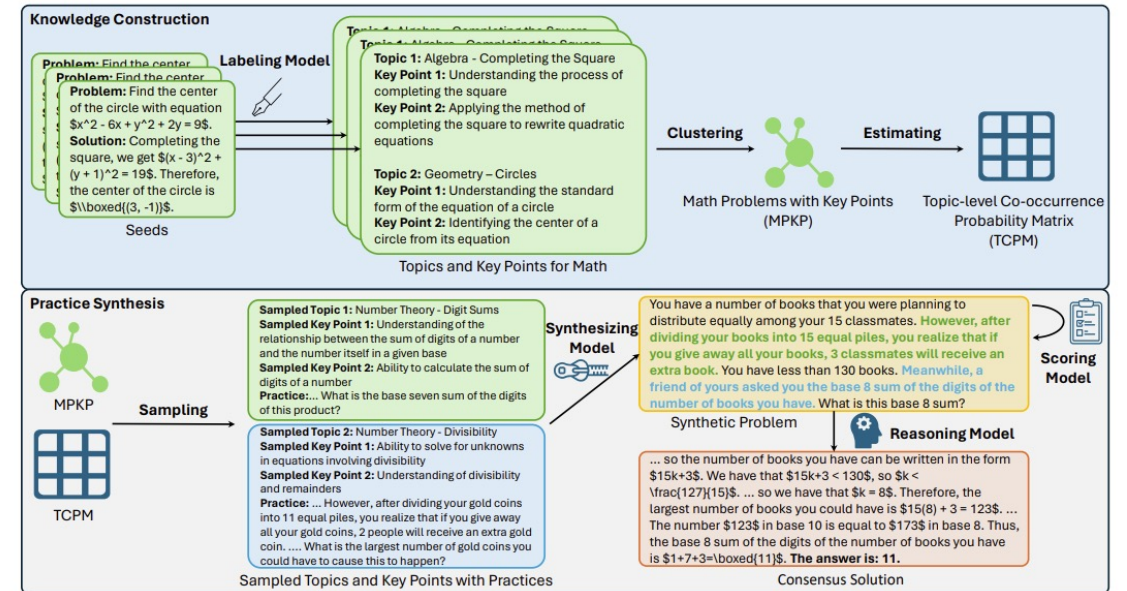 Knowledge Construction
Problem: Find the center
Problem: Find the center
Problem: Find the center
of the circle with equation
$x^2 - 6x + y^2 + 2y = 9$.
Solution: Completing the
square, we get $(x - 3)^2 +
(y + 1)^2 = 19$. Therefore,
the center of the circle is
$\\boxed{(3, -1)}$.
Seeds
Labeling Model
Topic 1: Algebra - Completing the Square
Topic 1: Algebra - Completing the Square
Topic 1: Algebra - Completing the Square
Key Point 1: Understanding the process of
completing the square
Key Point 2: Applying the method of
completing the square to rewrite quadratic
equations
Topic 2: Geometry – Circles
Key Point 1: Understanding the standard
form of the equation of a circle
Key Point 2: Identifying the center of a
circle from its equation
Topics and Key Points for Math
Clustering
Math Problems with Key Points
(MPKP)
Estimating
Topic-level Co-occurrence
Probability Matrix
(TCPM)
Practice Synthesis
MPKP
TCPM
Sampling
Sampled Topic 1: Number Theory - Digit Sums
Sampled Key Point 1: Understanding of the
relationship between the sum of digits of a number
and the number itself in a given base
Sampled Key Point 2: Ability to calculate the sum of
digits of a number
Practice:... What is the base seven sum of the digits
of this product?
Sampled Topic 2: Number Theory - Divisibility
Sampled Key Point 1: Ability to solve for unknowns
in equations involving divisibility
Sampled Key Point 2: Understanding of divisibility
and remainders
Practice: ... However, after dividing your gold coins
into 11 equal piles, you realize that if you give away
all your gold coins, 2 people will receive an extra gold
coin. .... What is the largest number of gold coins you
could have to cause this to happen?
Sampled Topics and Key Points with Practices
Synthesizing
Model
You have a number of books that you were planning to
distribute equally among your 15 classmates. However, after
dividing your books into 15 equal piles, you realize that if
you give away all your books, 3 classmates will receive an
extra book. You have less than 130 books. Meanwhile, a
friend of yours asked you the base 8 sum of the digits of the
number of books you have. What is this base 8 sum?
Synthetic Problem
Scoring
Model
Reasoning Model
... so the number of books you have can be written in the form
$15k+3$. We have that $15k+3 < 130$, so $k <
\frac{127}{15}$. ... so we have that $k = 8$. Therefore, the
largest number of books you could have is $15(8) + 3 = 123$. ...
The number $123$ in base 10 is equal to $173$ in base 8. Thus,
the base 8 sum of the digits of the number of books you have
is $1+7+3=\boxed{11}$. The answer is: 11.
Consensus Solution